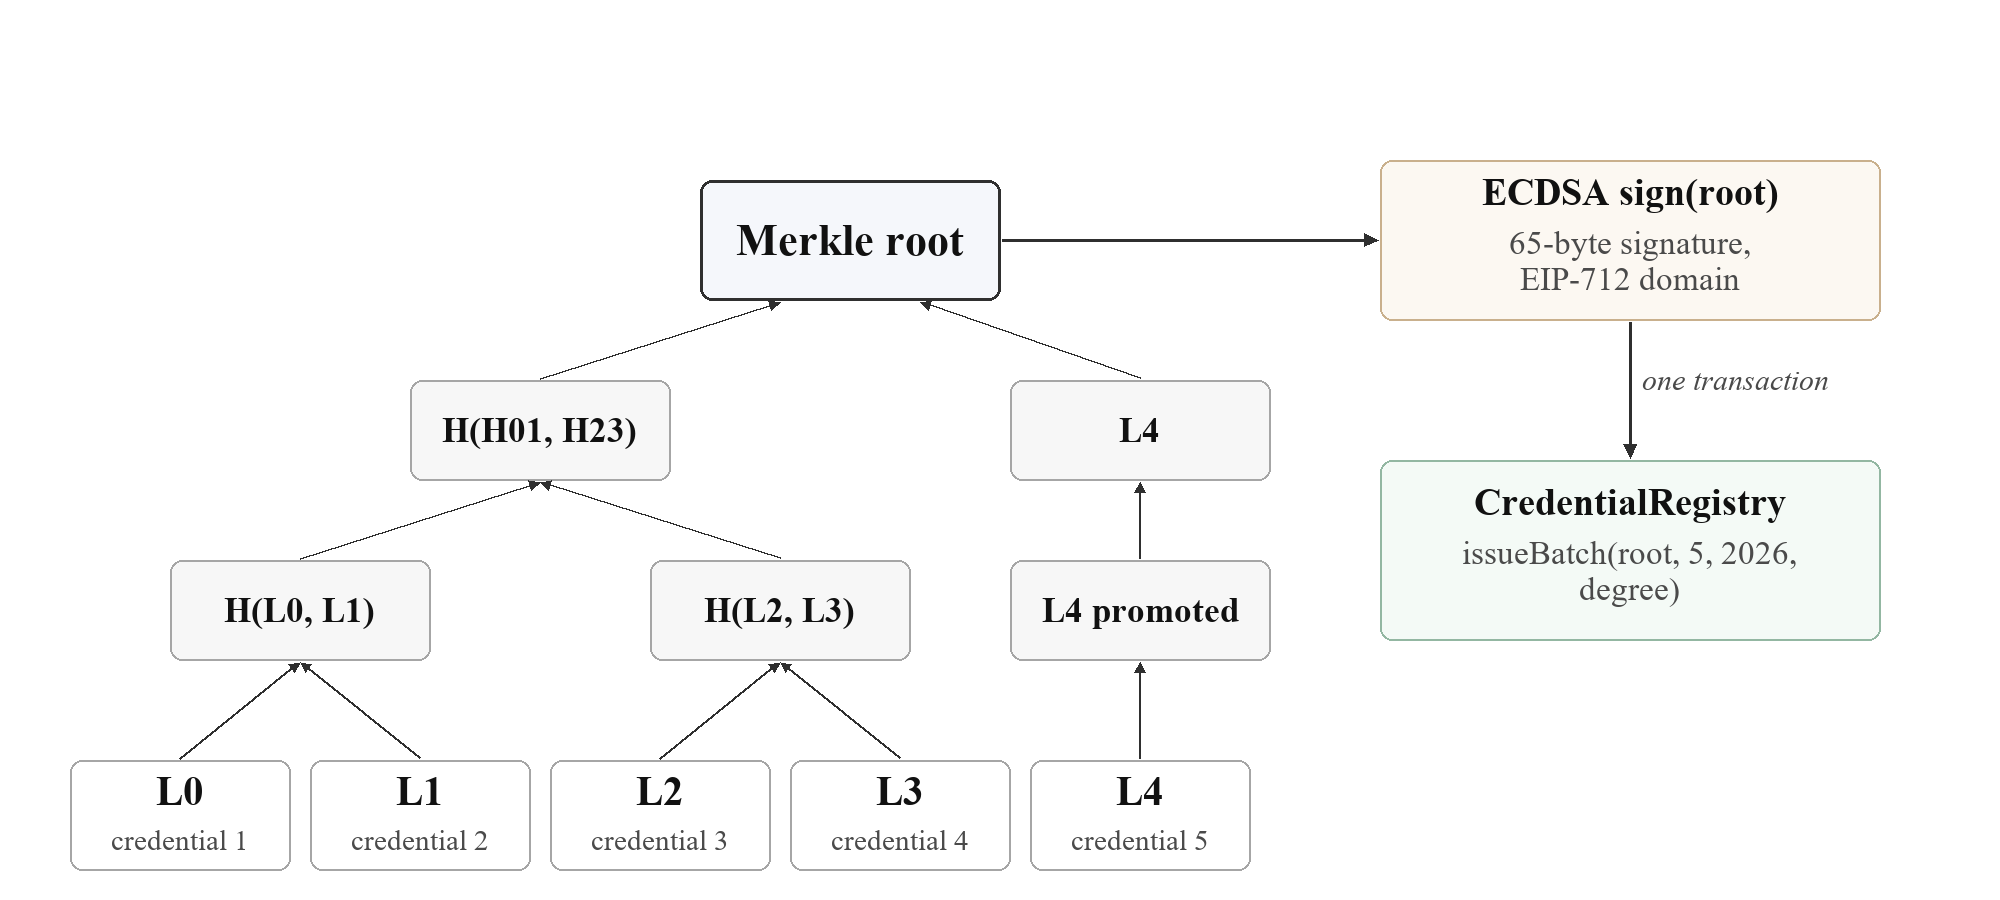 Merkle root
ECDSA sign(root)
65-byte signature,
EIP-712 domain
one transaction
H(H01, H23)
L4
CredentialRegistry
issueBatch(root, 5, 2026,
degree)
H(L0, L1)
H(L2, L3)
L4 promoted
L0
credential 1
L1
credential 2
L2
credential 3
L3
credential 4
L4
credential 5